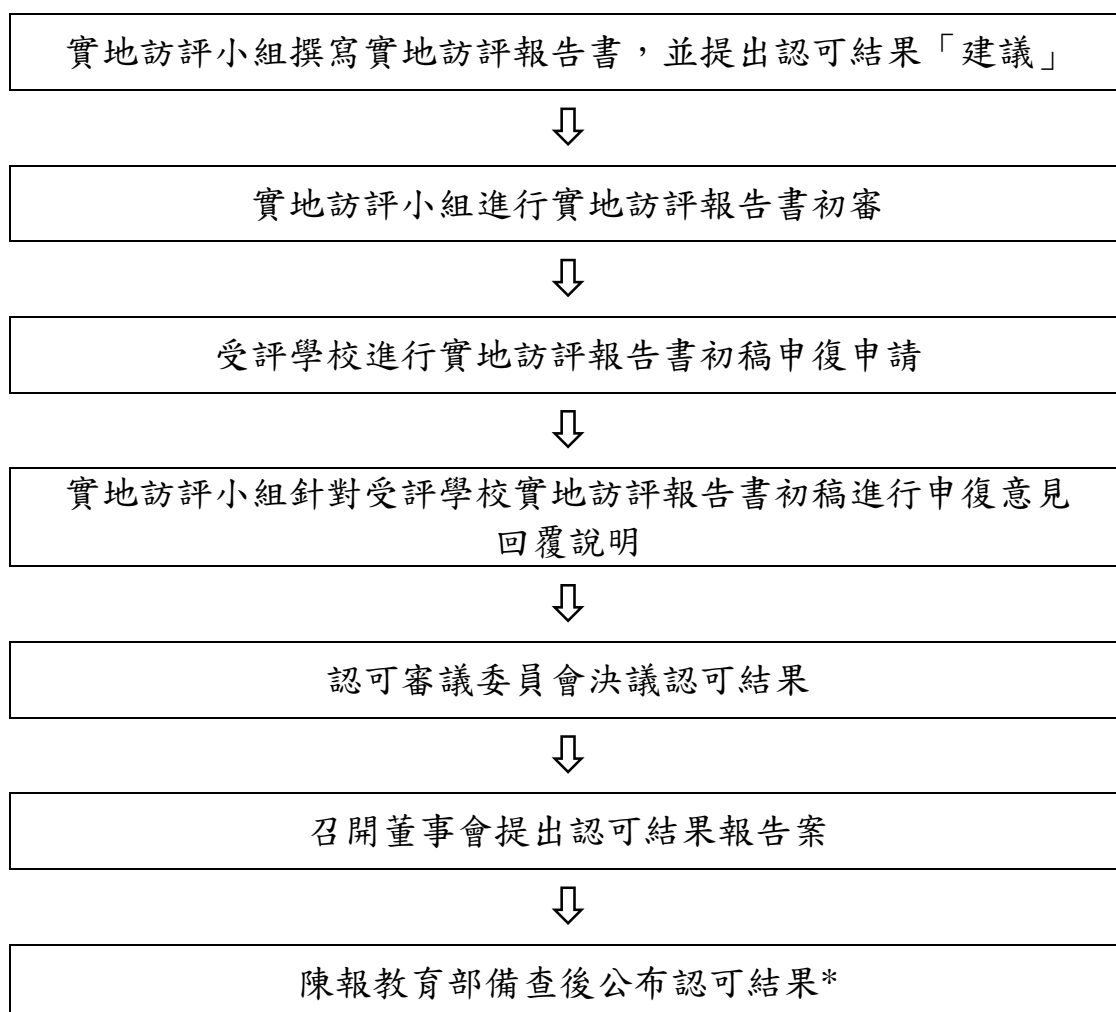 實地訪評小組撰寫實地訪評報告書，並提出認可結果「建議」
⇩
實地訪評小組進行實地訪評報告書初審
⇩
受評學校進行實地訪評報告書初稿申復申請
⇩
實地訪評小組針對受評學校實地訪評報告書初稿進行申復意見
回覆說明
⇩
認可審議委員會決議認可結果
⇩
召開董事會提出認可結果報告案
⇩
陳報教育部備查後公布認可結果*